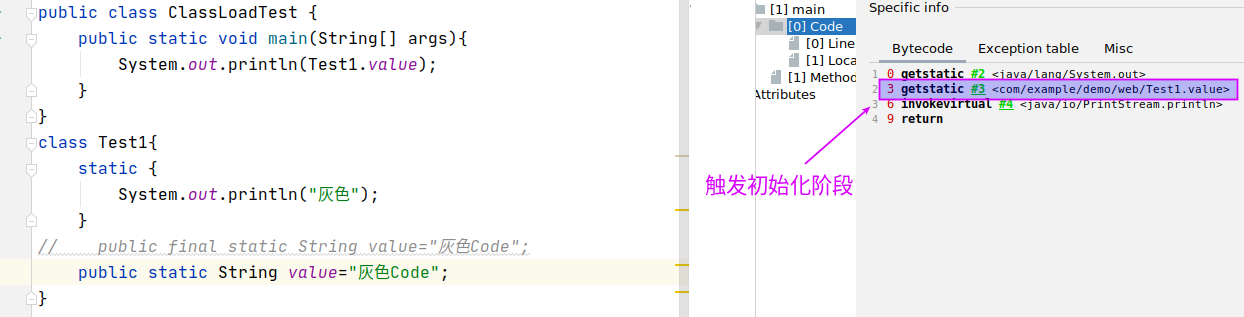 public class ClassLoadTest {
public static void main(String[] args){
System.out.println(Test1.value);
}
}
class Test1{
static {
System.out.println("灰色");
}
// public final static String value="灰色Code";
public static String value="灰色Code";
}
[1] main
[0] Code
[0] Line
[1] Loca
[1] Method
Attributes
Specific info
Bytecode Exception table Misc
1 0 getstatic #2 <java/lang/System.out>
2 3 getstatic #3 <com/example/demo/web/Test1.value>
3 6 invokevirtual #4 <java/io/PrintStream.println>
4 9 return
触发初始化阶段